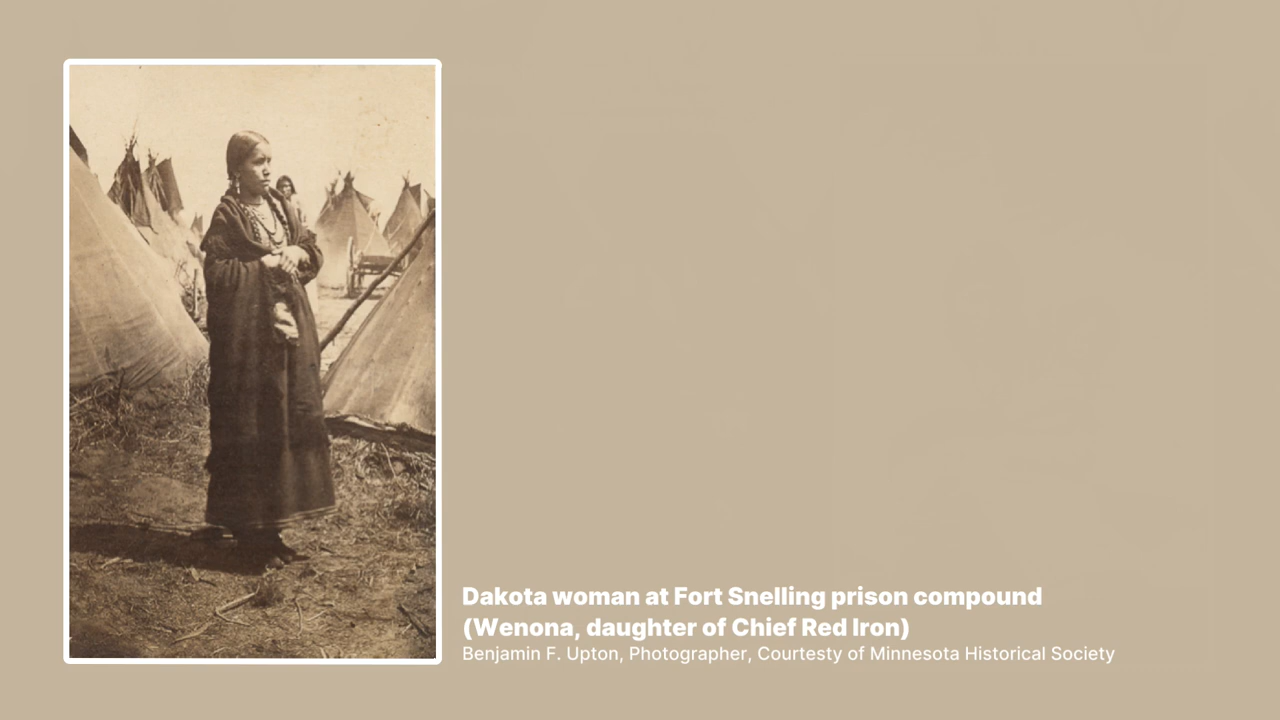 Dakota woman at Fort Snelling prison compound
(Wenona, daughter of Chief Red Iron)
Benjamin F. Upton, Photographer, Courtesty of Minnesota Historical Society